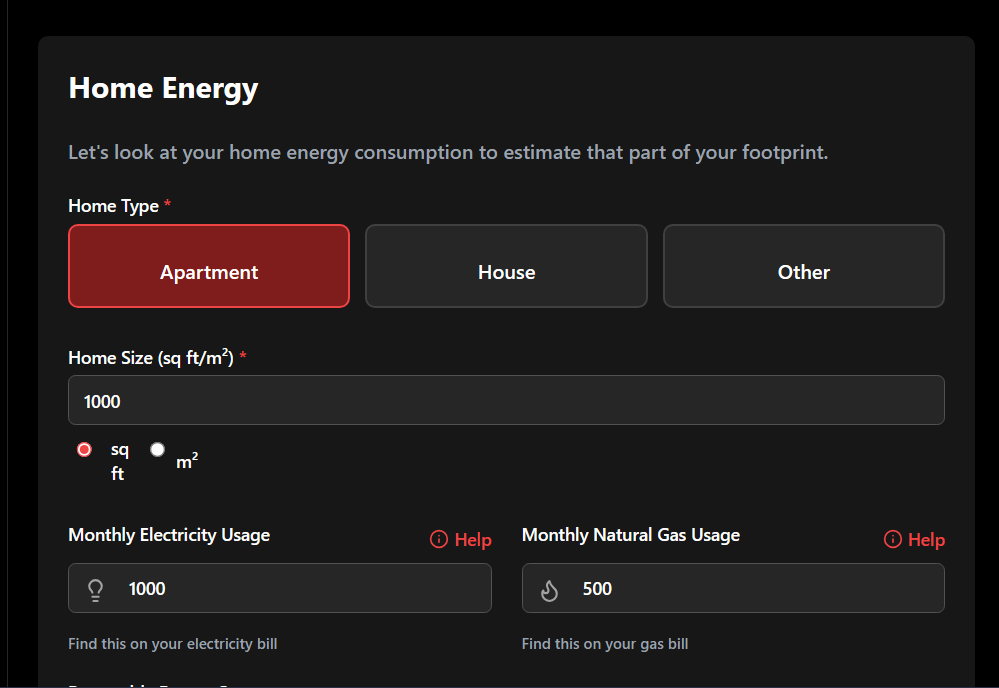 Home Energy
Let's look at your home energy consumption to estimate that part of your footprint.
Home Type *
Apartment House Other
Home Size (sq ft/m²) *
1000
sq
ft
m²
Monthly Electricity Usage Help Monthly Natural Gas Usage Help
1000 500
Find this on your electricity bill Find this on your gas bill